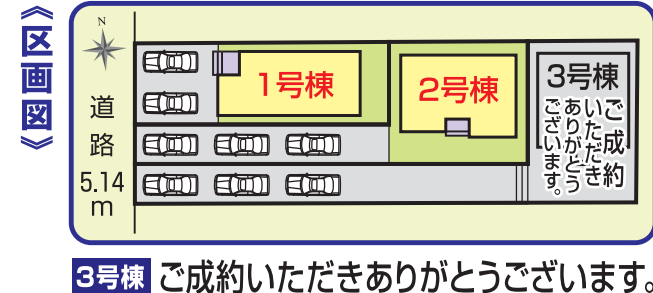 《区画図》
N
道路
5.14
m
1号棟
2号棟
3号棟
ご成約
いただき
ありがとう
ございます。
3号棟 ご成約いただきありがとうございます。